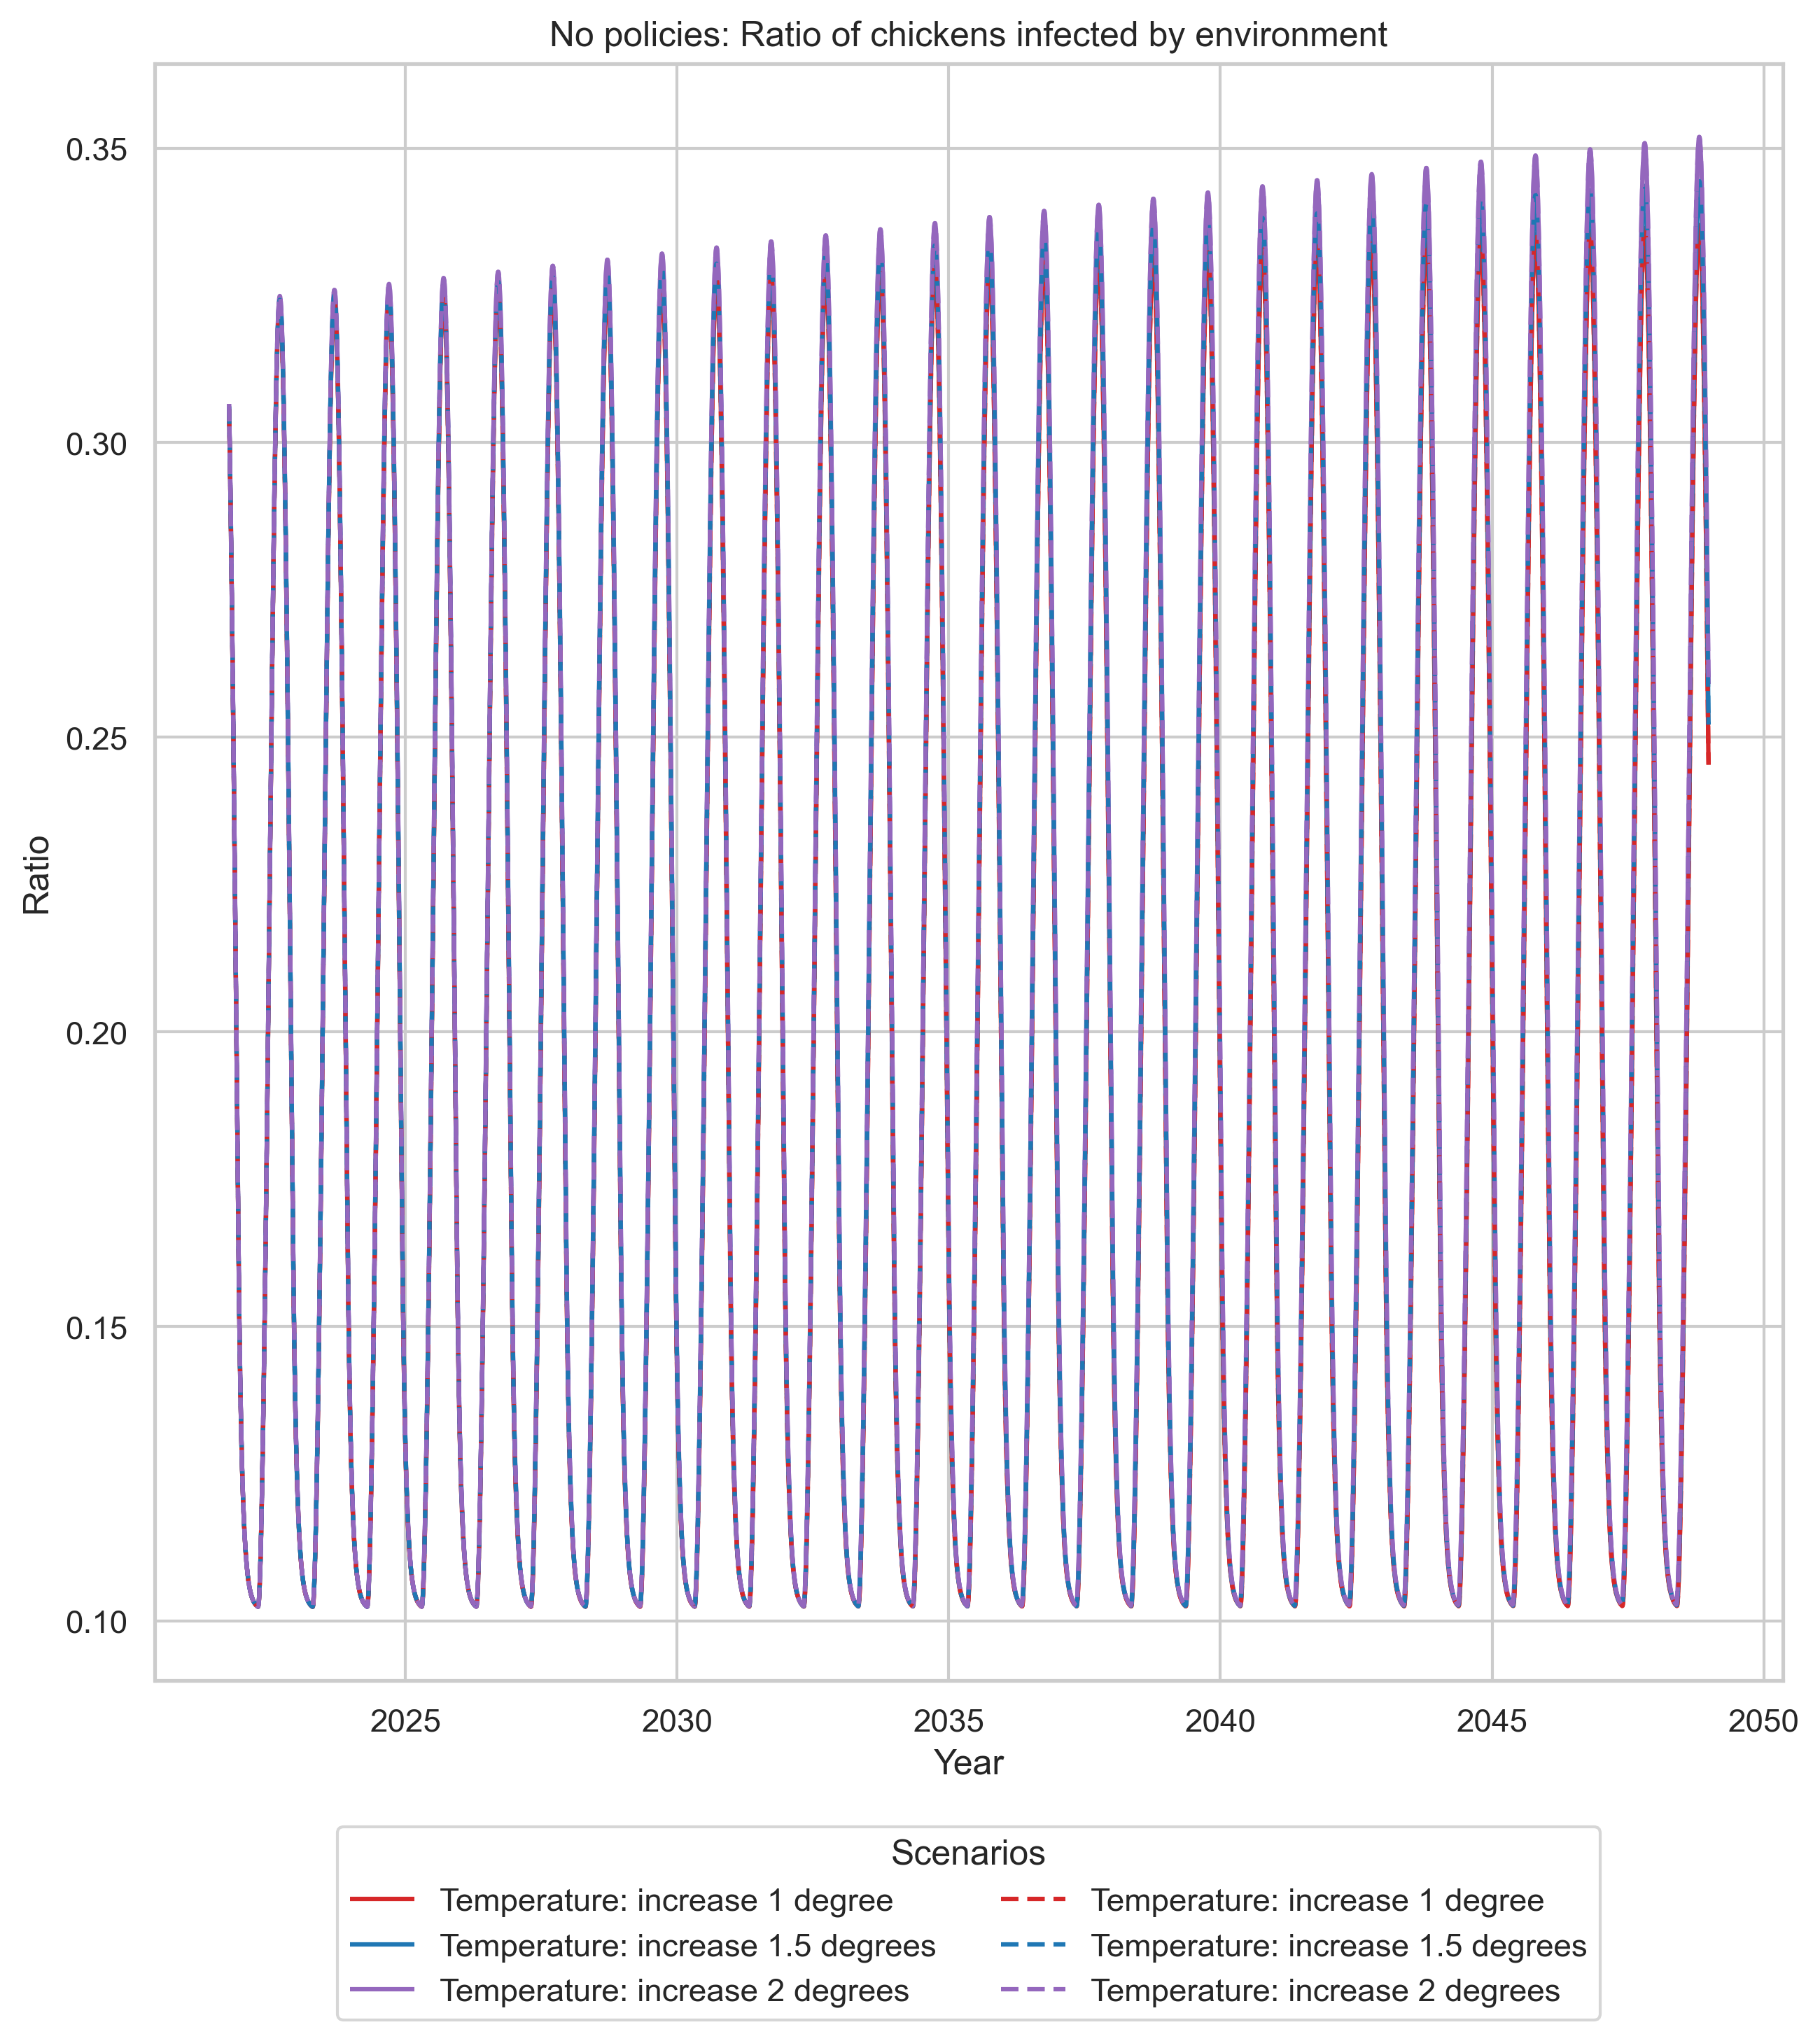 No policies: Ratio of chickens infected by environment
0.35
0.30
0.25
0.20
0.15
0.10
Ratio
2025 2030 2035 2040 2045 2050
Year
Scenarios
Temperature: increase 1 degree
Temperature: increase 1.5 degrees
Temperature: increase 2 degrees
Temperature: increase 1 degree
Temperature: increase 1.5 degrees
Temperature: increase 2 degrees